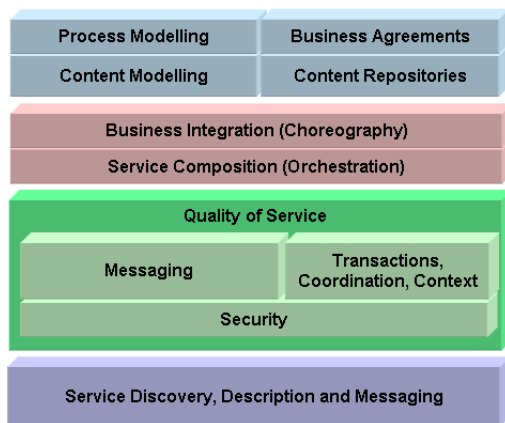 Process Modelling
Business Agreements
Content Modelling
Content Repositories
Business Integration (Choreography)
Service Composition (Orchestration)
Quality of Service
Messaging
Transactions,
Coordination, Context
Security
Service Discovery, Description and Messaging